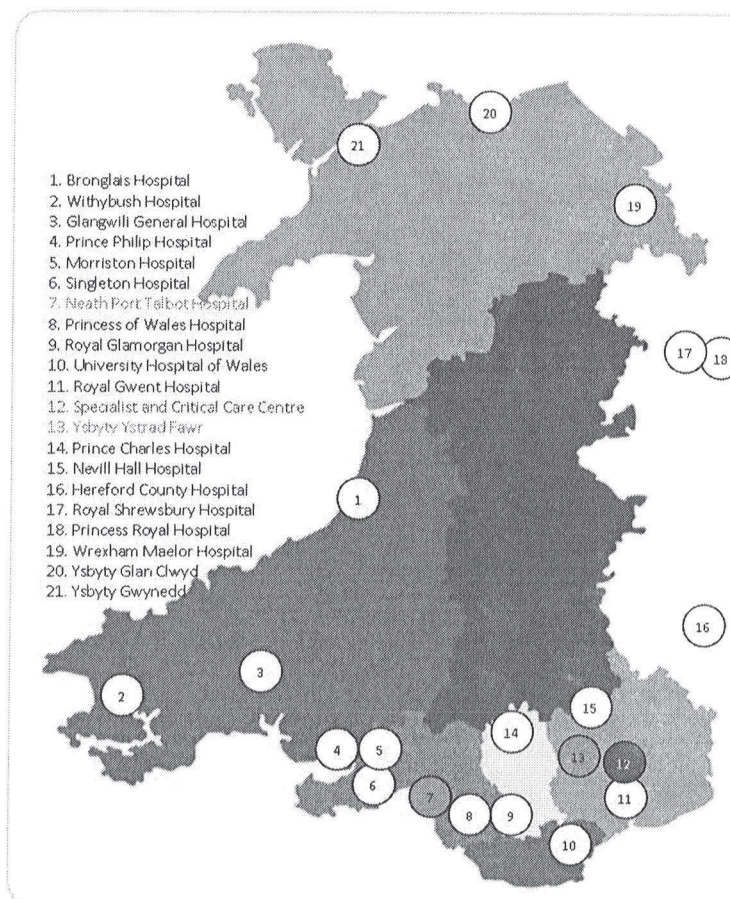 1. Bronglais Hospital
2. Withybush Hospital
3. Glangwili General Hospital
4. Prince Philip Hospital
5. Morriston Hospital
6. Singleton Hospital
7. Neath Port Talbot Hospital
8. Princess of Wales Hospital
9. Royal Glamorgan Hospital
10. University Hospital of Wales
11. Royal Gwent Hospital
12. Specialist and Critical Care Centre
13. Ysbyty Ystrad Fawr
14. Prince Charles Hospital
15. Nevill Hall Hospital
16. Hereford County Hospital
17. Royal Shrewsbury Hospital
18. Princess Royal Hospital
19. Wrexham Maelor Hospital
20. Ysbyty Glan Clwyd
21. Ysbyty Gwynedd
20
21
19
17
18
1
16
3
2
15
14
4
5
13
12
6
7
11
8
9
10